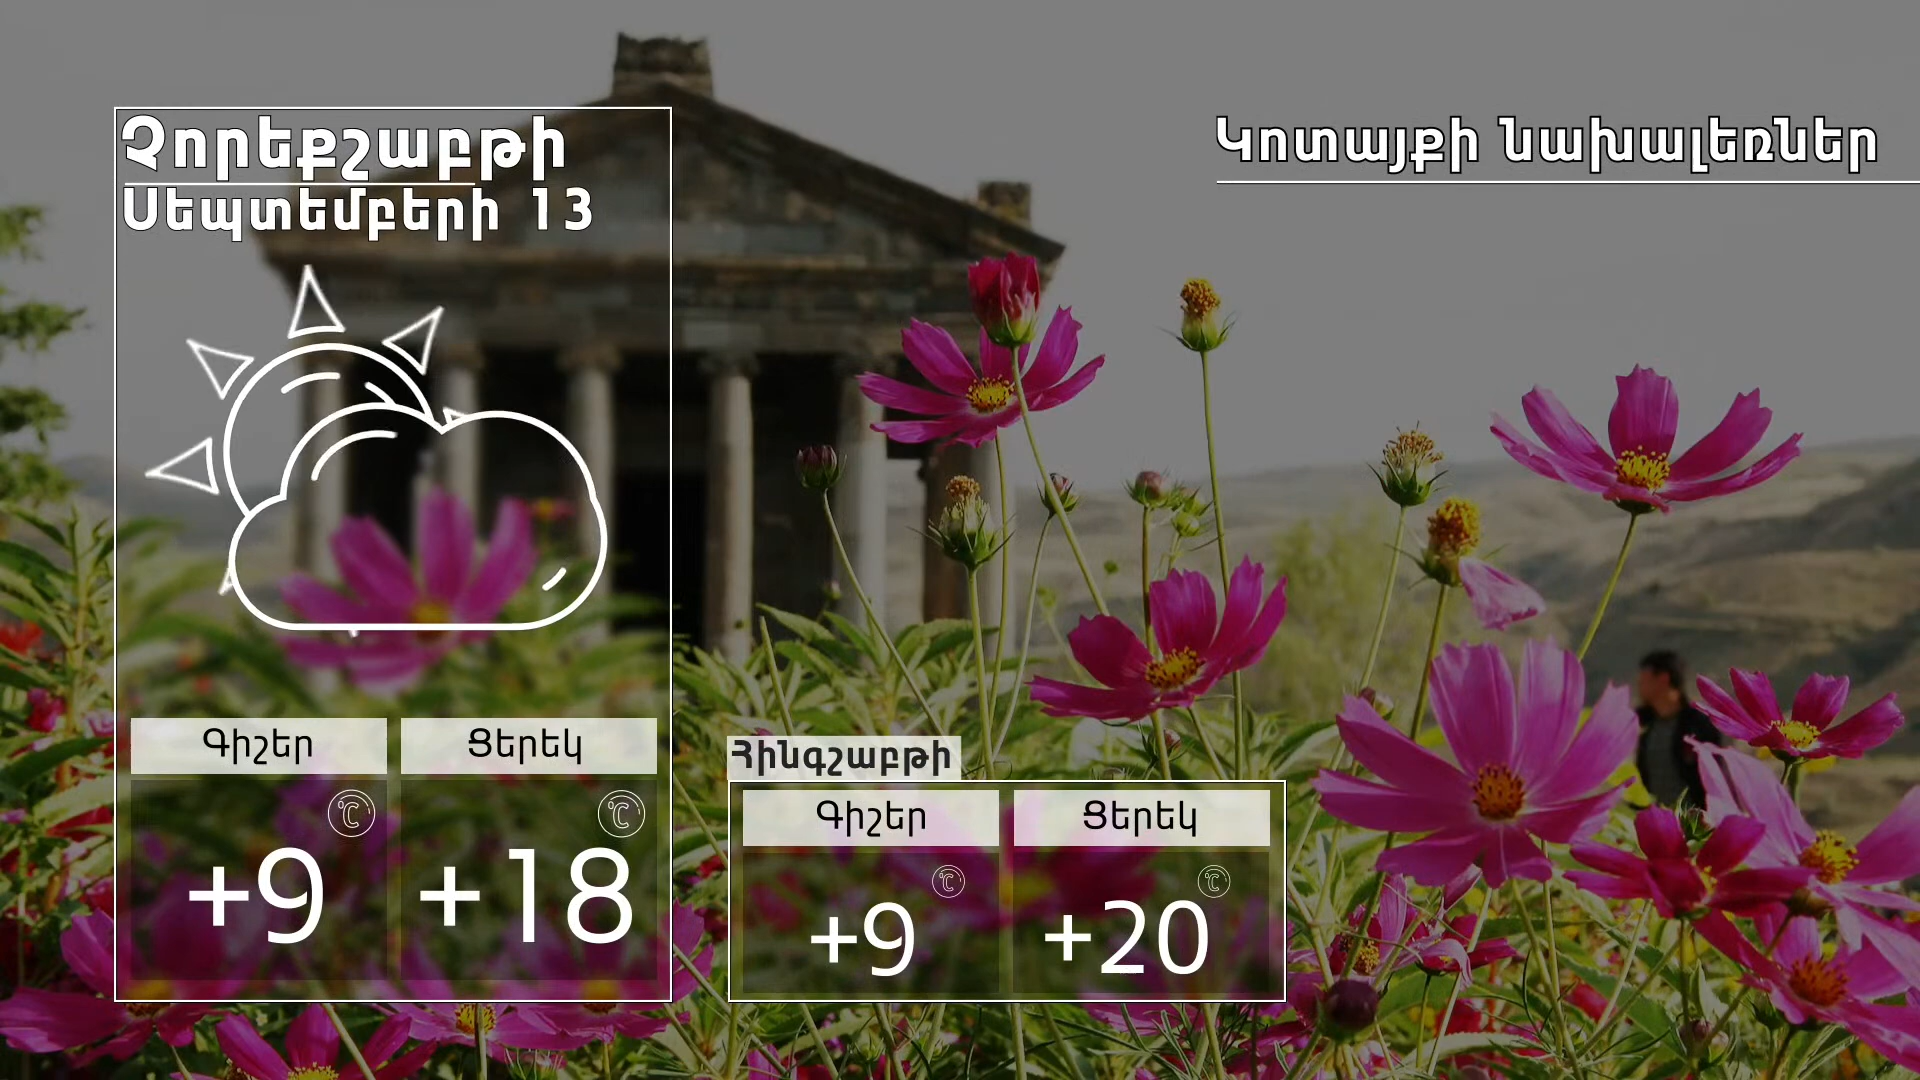 Չորեքշաբթի
Սեպտեմբերի 13
Կոտայքի նախալեռներ
Գիշեր
Ցերեկ
°C
+9
°C
+18
Հինգշաբթի
Գիշեր
Ցերեկ
°C
+9
°C
+20